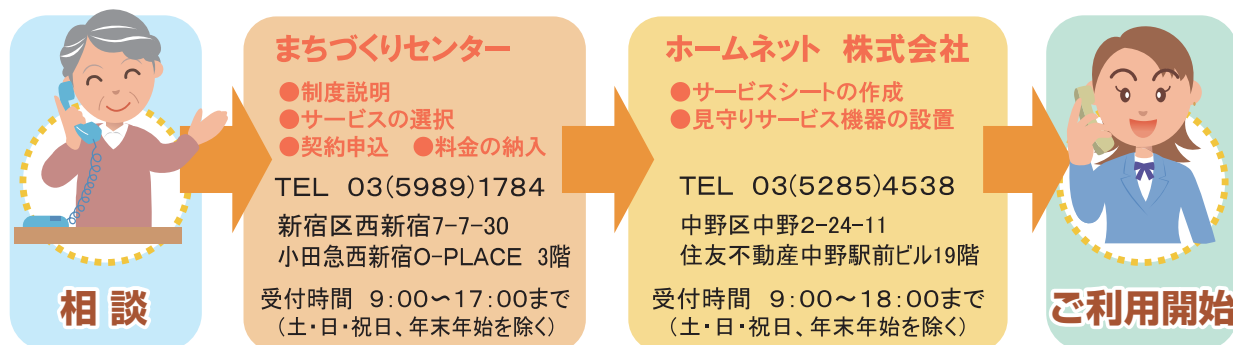 相談
まちづくりセンター
●制度説明
●サービスの選択
●契約申込 ●料金の納入
TEL 03(5989)1784
新宿区西新宿7-7-30
小田急西新宿O-PLACE 3階
受付時間 9:00〜17:00まで
(土・日・祝日、年末年始を除く)
ホームネット 株式会社
●サービスシートの作成
●見守りサービス機器の設置
TEL 03(5285)4538
中野区中野2-24-11
住友不動産中野駅前ビル19階
受付時間 9:00〜18:00まで
(土・日・祝日、年末年始を除く)
ご利用開始